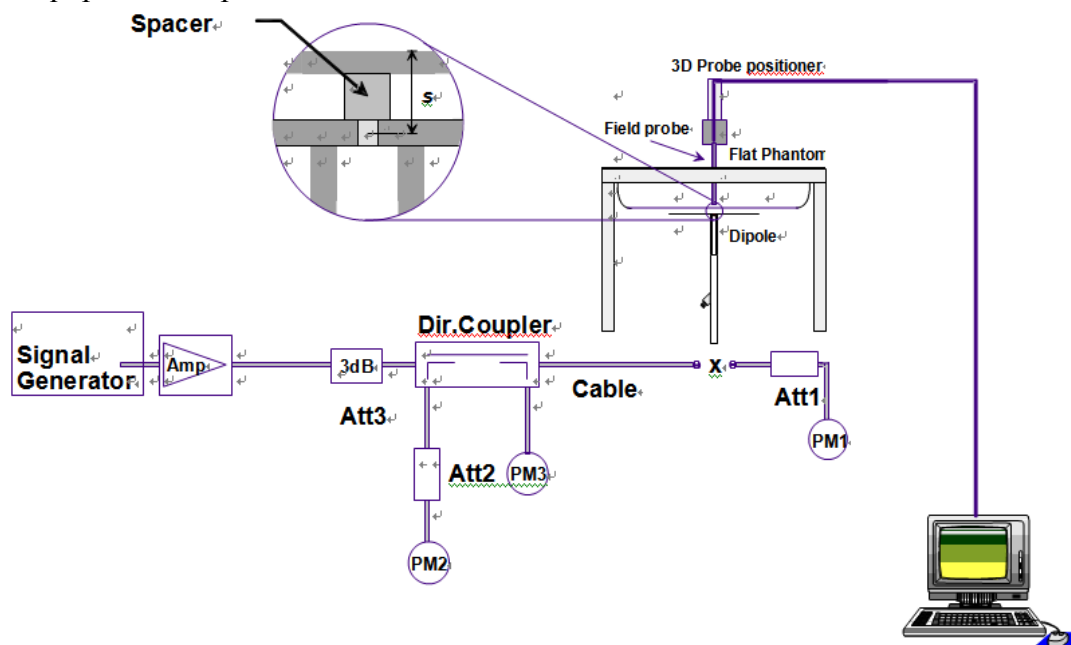 Spacer
s
3D Probe positioner
Field probe
Flat Phantom
Dipole
Signal
Generator
Amp
3dB
Dir.Coupler
Cable
x
Att1
PM1
Att3
Att2
PM3
PM2